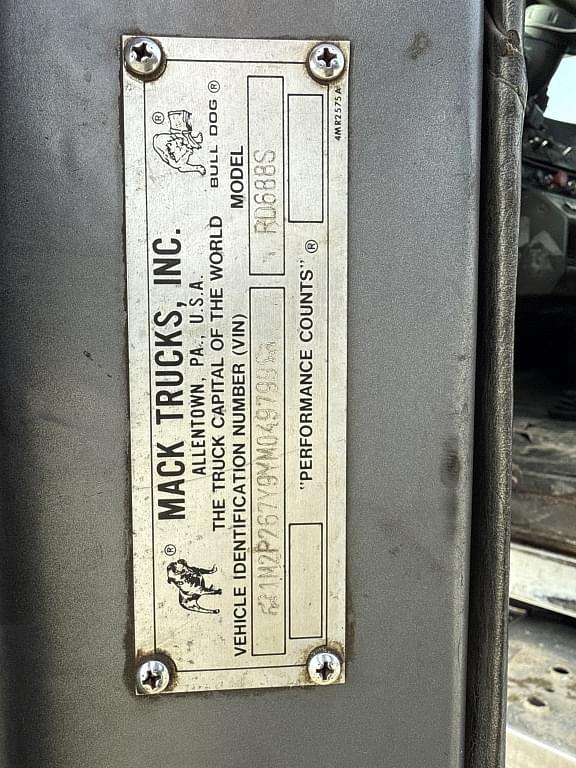 MACK TRUCKS, INC.
ALLENTOWN, PA., U.S.A.
THE TRUCK CAPITAL OF THE WORLD
BULL DOG ®
VEHICLE IDENTIFICATION NUMBER (VIN)
MODEL
1M2P267Y9YM049799
RD688S
"PERFORMANCE COUNTS" ®
4MR2575A